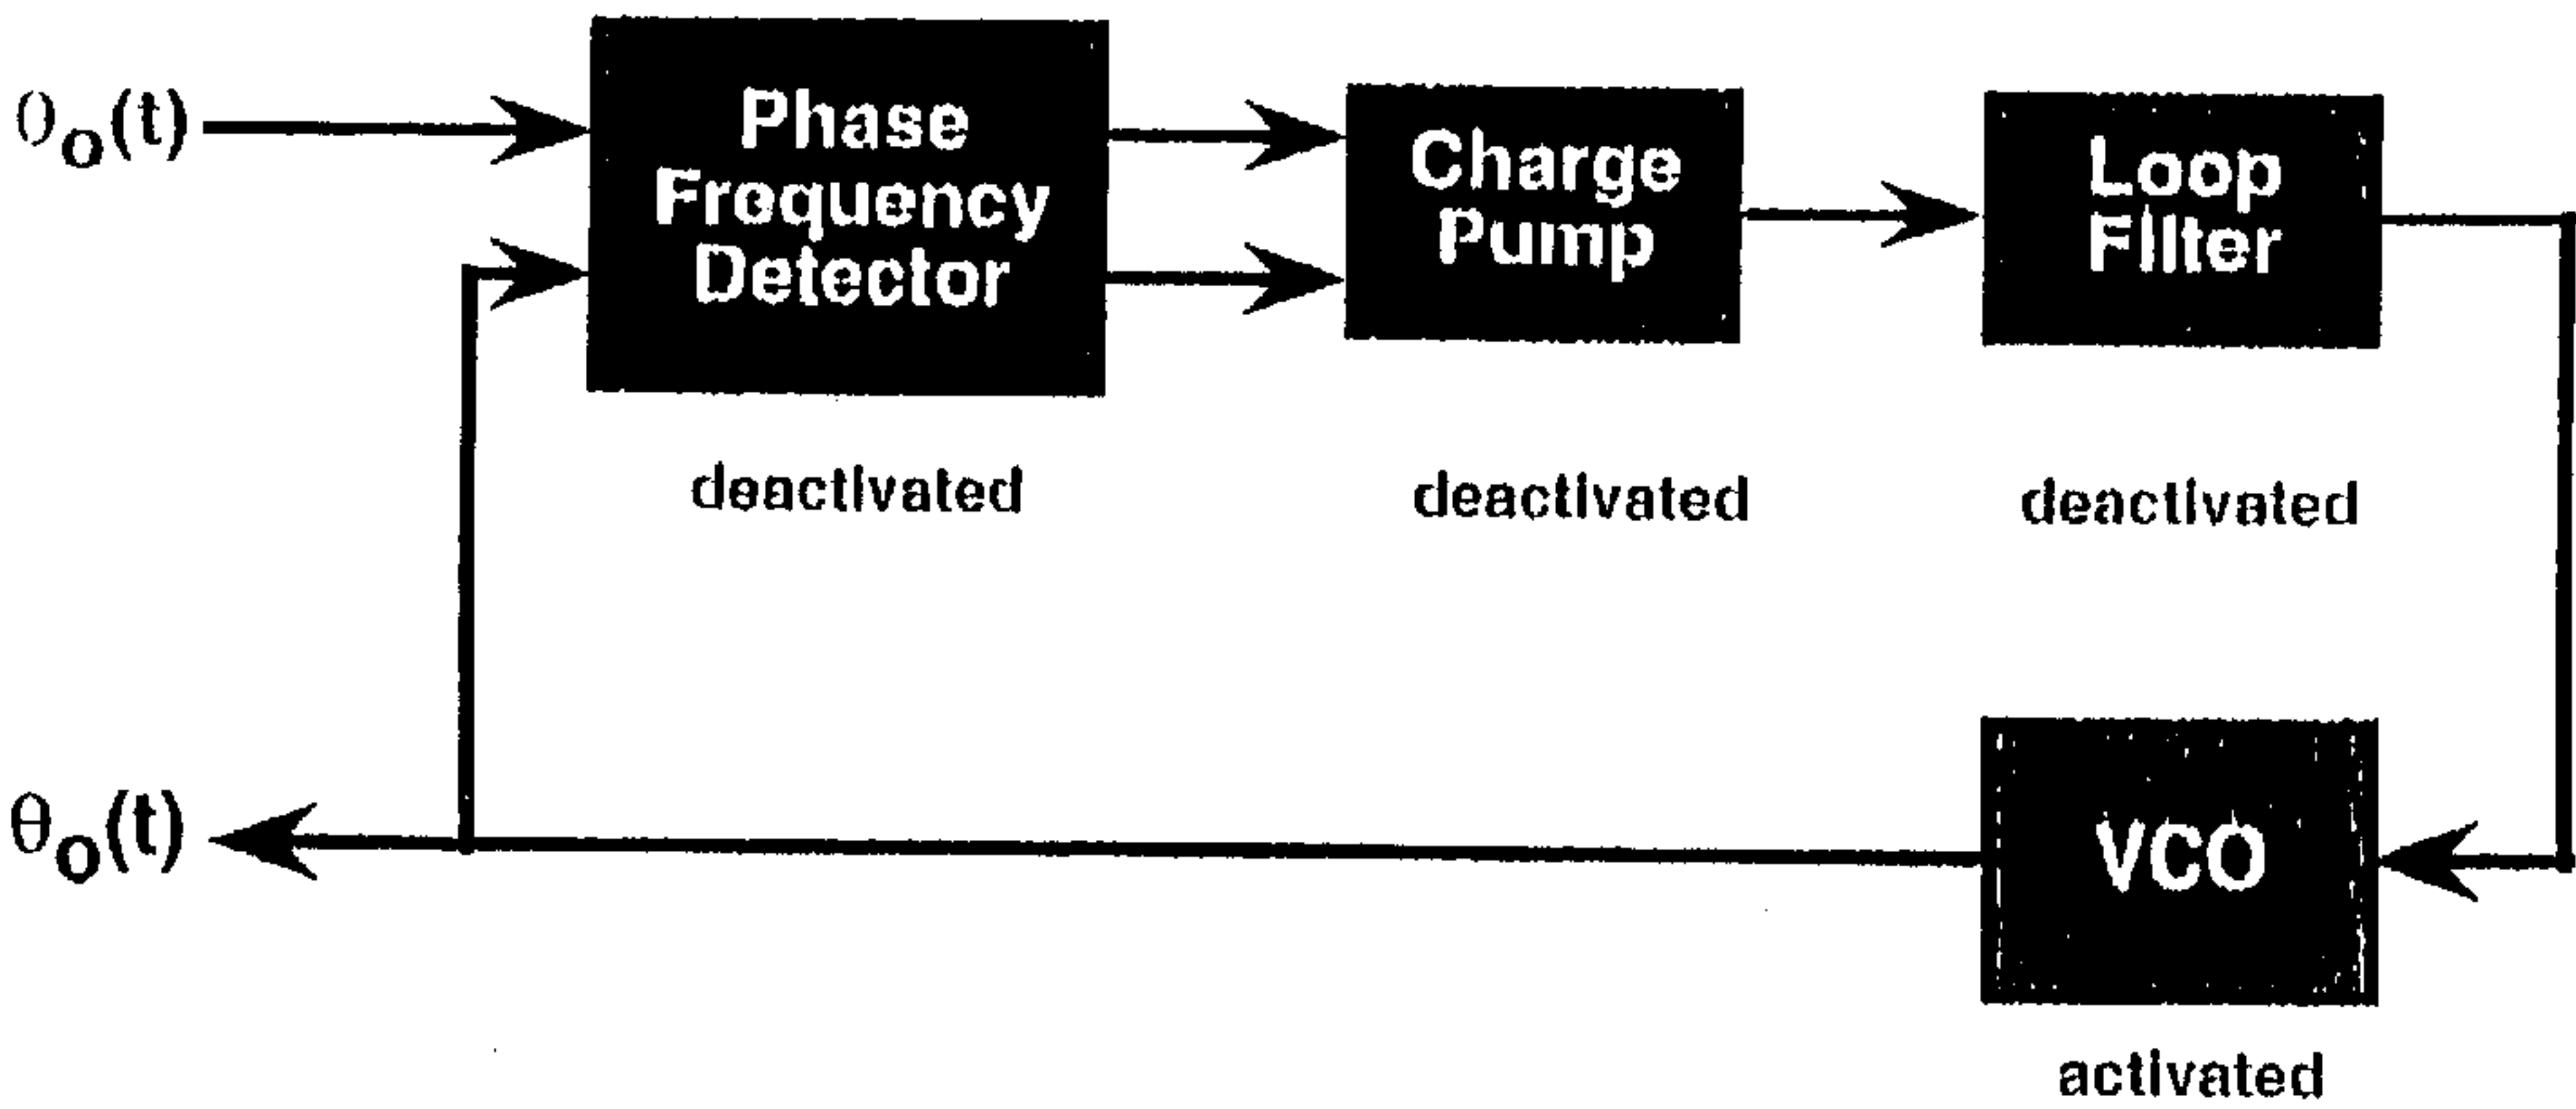 θo(t)
Phase
Frequency
Detector
Charge
Pump
Loop
Filter
deactivated
deactivated
deactivated
θo(t)
VCO
activated